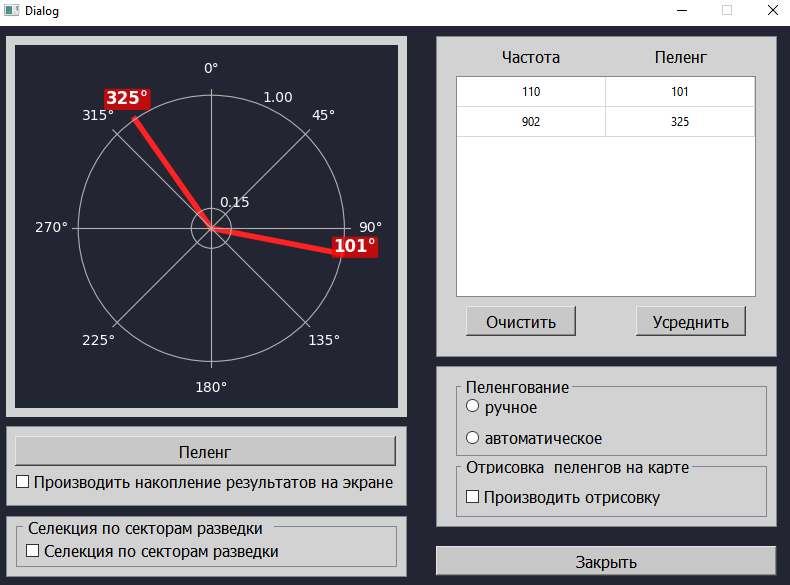 Dialog
0°
325°
1.00
315°
45°
0.15
270°
90°
101°
225°
135°
180°
Пеленг
Производить накопление результатов на экране
Селекция по секторам разведки
Селекция по секторам разведки
Частота Пеленг
110 101
902 325
Очистить Усреднить
Пеленгование
ручное
автоматическое
Отрисовка пеленгов на карте
Производить отрисовку
Закрыть